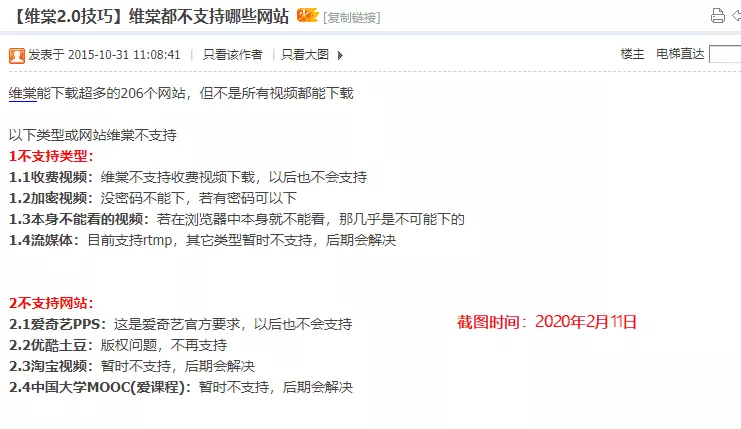 【维棠2.0技巧】维棠都不支持哪些网站 [复制链接]
发表于 2015-10-31 11:08:41 | 只看该作者 | 只看大图 楼主 电梯直达
维棠能下载超多的206个网站，但不是所有视频都能下载
以下类型或网站维棠不支持
1不支持类型：
1.1收费视频：维棠不支持收费视频下载，以后也不会支持
1.2加密视频：没密码不能下，若有密码可以下
1.3本身不能看的视频：若在浏览器中本身就不能看，那几乎是不可能下的
1.4流媒体：目前支持rtmp，其它类型暂时不支持，后期会解决
2不支持网站：
2.1爱奇艺PPS：这是爱奇艺官方要求，以后也不会支持
截图时间：2020年2月11日
2.2优酷土豆：版权问题，不再支持
2.3淘宝视频：暂时不支持，后期会解决
2.4中国大学MOOC(爱课程)：暂时不支持，后期会解决